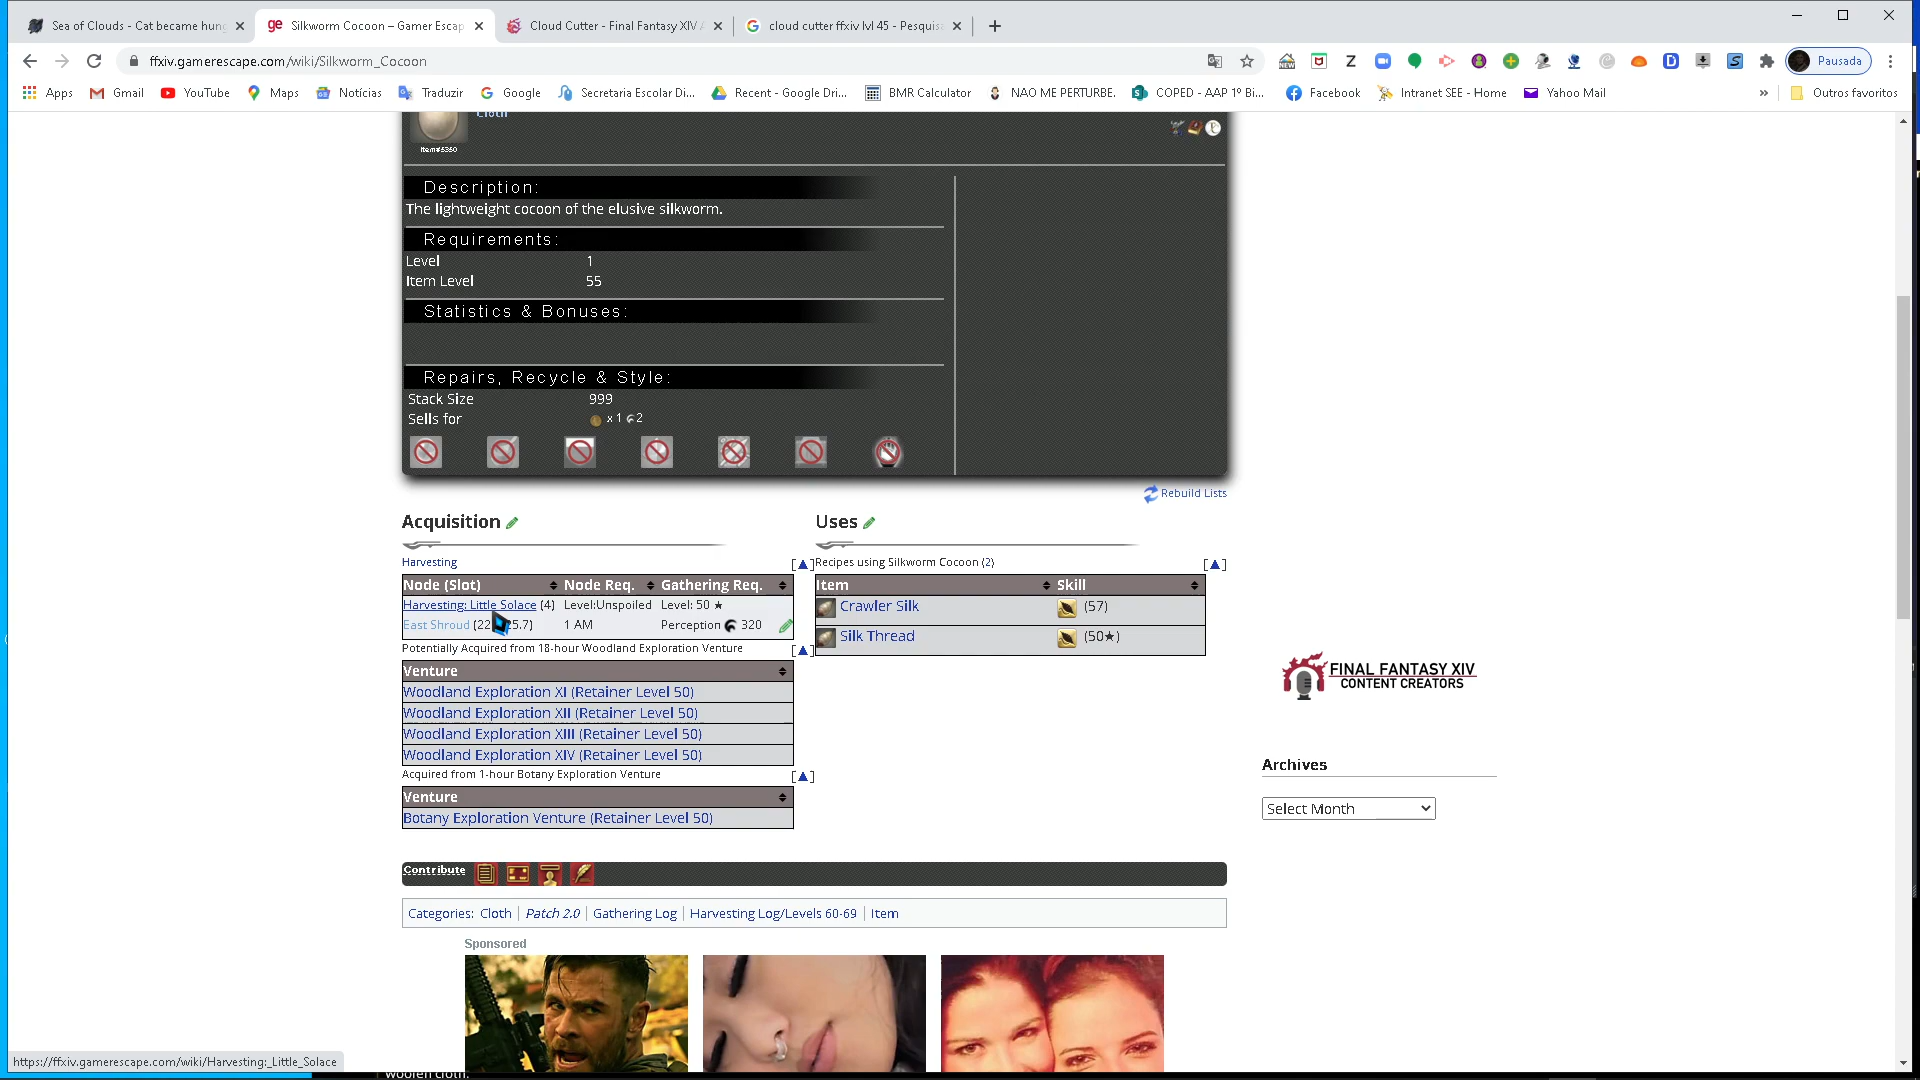 Sea of Clouds - Cat became hung
Silkworm Cocoon – Gamer Escap
Cloud Cutter - Final Fantasy XIV A
cloud cutter ffxiv lvl 45 - Pesquisa
ffxiv.gamerescape.com/wiki/Silkworm_Cocoon
Pausada
Apps
Gmail
YouTube
Maps
Notícias
Traduzir
Google
Secretaria Escolar Di...
Recent - Google Dri...
BMR Calculator
NAO ME PERTURBE.
COPED - AAP 1º Bi...
Facebook
Intranet SEE - Home
Yahoo Mail
»
Outros favoritos
Cloth
Item#5360
Description:
The lightweight cocoon of the elusive silkworm.
Requirements:
Level 1
Item Level 55
Statistics & Bonuses:
Repairs, Recycle & Style:
Stack Size 999
Sells for x 1 2
Rebuild Lists
Acquisition
Harvesting [▲]
Node (Slot) Node Req. Gathering Req.
Harvesting: Little Solace (4) Level:Unspoiled Level: 50 ★
East Shroud (22 25.7) 1 AM Perception 320
Potentially Acquired from 18-hour Woodland Exploration Venture [▲]
Venture
Woodland Exploration XI (Retainer Level 50)
Woodland Exploration XII (Retainer Level 50)
Woodland Exploration XIII (Retainer Level 50)
Woodland Exploration XIV (Retainer Level 50)
Acquired from 1-hour Botany Exploration Venture [▲]
Venture
Botany Exploration Venture (Retainer Level 50)
Uses
Recipes using Silkworm Cocoon (2) [▲]
Item Skill
Crawler Silk (57)
Silk Thread (50★)
FINAL FANTASY XIV
CONTENT CREATORS
Archives
Select Month
Contribute
Categories: Cloth | Patch 2.0 | Gathering Log | Harvesting Log/Levels 60-69 | Item
Sponsored
https://ffxiv.gamerescape.com/wiki/Harvesting:_Little_Solace
woolen cloth.